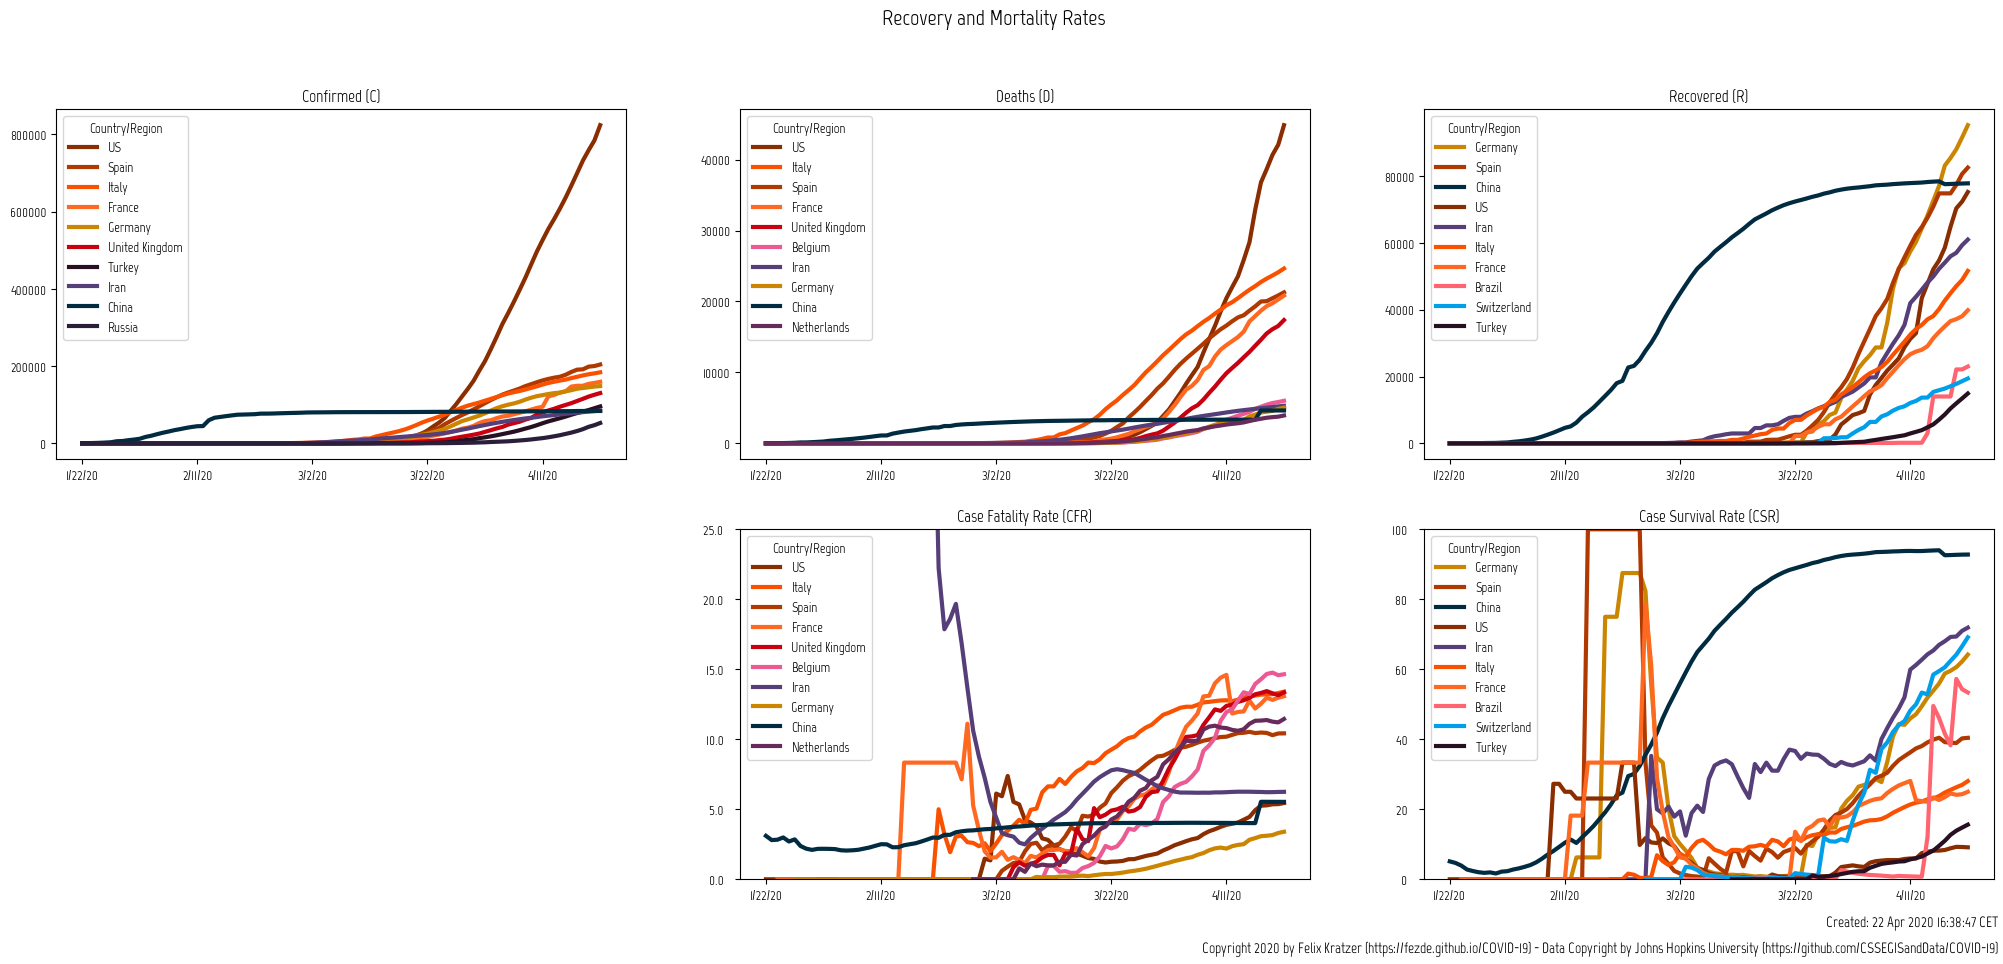 Recovery and Mortality Rates
Confirmed (C)
800000
600000
400000
200000
0
1/22/20
2/11/20
3/2/20
3/22/20
4/11/20
Country/Region
US
Spain
Italy
France
Germany
United Kingdom
Turkey
Iran
China
Russia
Deaths (D)
40000
30000
20000
10000
0
1/22/20
2/11/20
3/2/20
3/22/20
4/11/20
Country/Region
US
Italy
Spain
France
United Kingdom
Belgium
Iran
Germany
China
Netherlands
Recovered (R)
80000
60000
40000
20000
0
1/22/20
2/11/20
3/2/20
3/22/20
4/11/20
Country/Region
Germany
Spain
China
US
Iran
Italy
France
Brazil
Switzerland
Turkey
Case Fatality Rate (CFR)
25.0
20.0
15.0
10.0
5.0
0.0
1/22/20
2/11/20
3/2/20
3/22/20
4/11/20
Country/Region
US
Italy
Spain
France
United Kingdom
Belgium
Iran
Germany
China
Netherlands
Case Survival Rate (CSR)
100
80
60
40
20
0
1/22/20
2/11/20
3/2/20
3/22/20
4/11/20
Country/Region
Germany
Spain
China
US
Iran
Italy
France
Brazil
Switzerland
Turkey
Created: 22 Apr 2020 16:38:47 CET
Copyright 2020 by Felix Kratzer (https://fezde.github.io/COVID-19) - Data Copyright by Johns Hopkins University (https://github.com/CSSEGISandData/COVID-19)